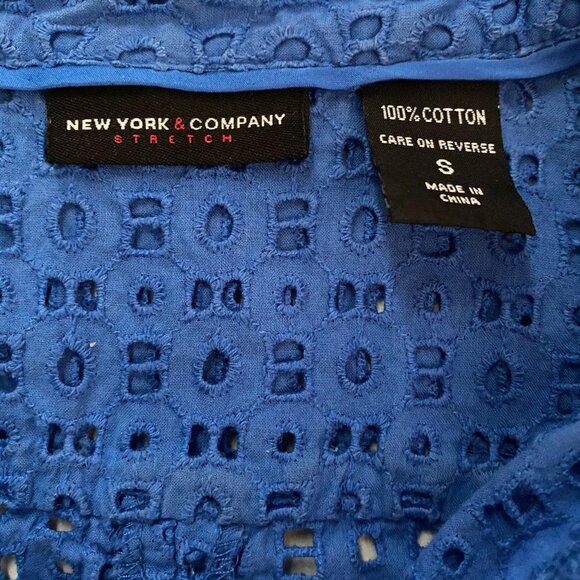 NEW YORK & COMPANY
STRETCH
100% COTTON
CARE ON REVERSE
S
MADE IN
CHINA